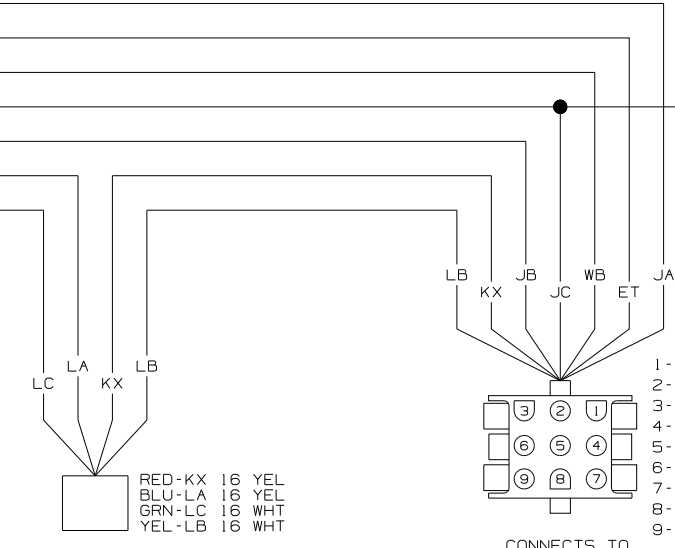 LB JB WB JA
KX JC ET
LA LB
LC KX
1-
2-
3-
4-
5-
6-
7-
8-
9-
3 2 1
6 5 4
9 8 7
RED-KX 16 YEL
BLU-LA 16 YEL
GRN-LC 16 WHT
YEL-LB 16 WHT
CONNECTS TO